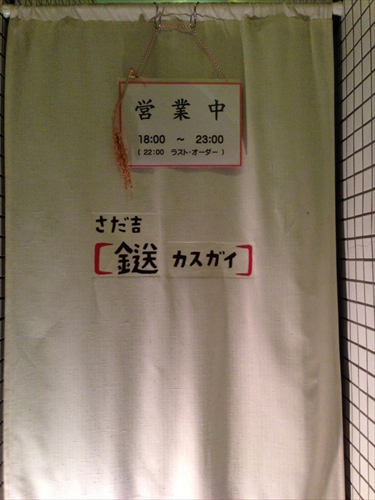 営業中
18:00 ～ 23:00
( 22:00 ラスト・オーダー )
さだ吉
[鎹 カスガイ]